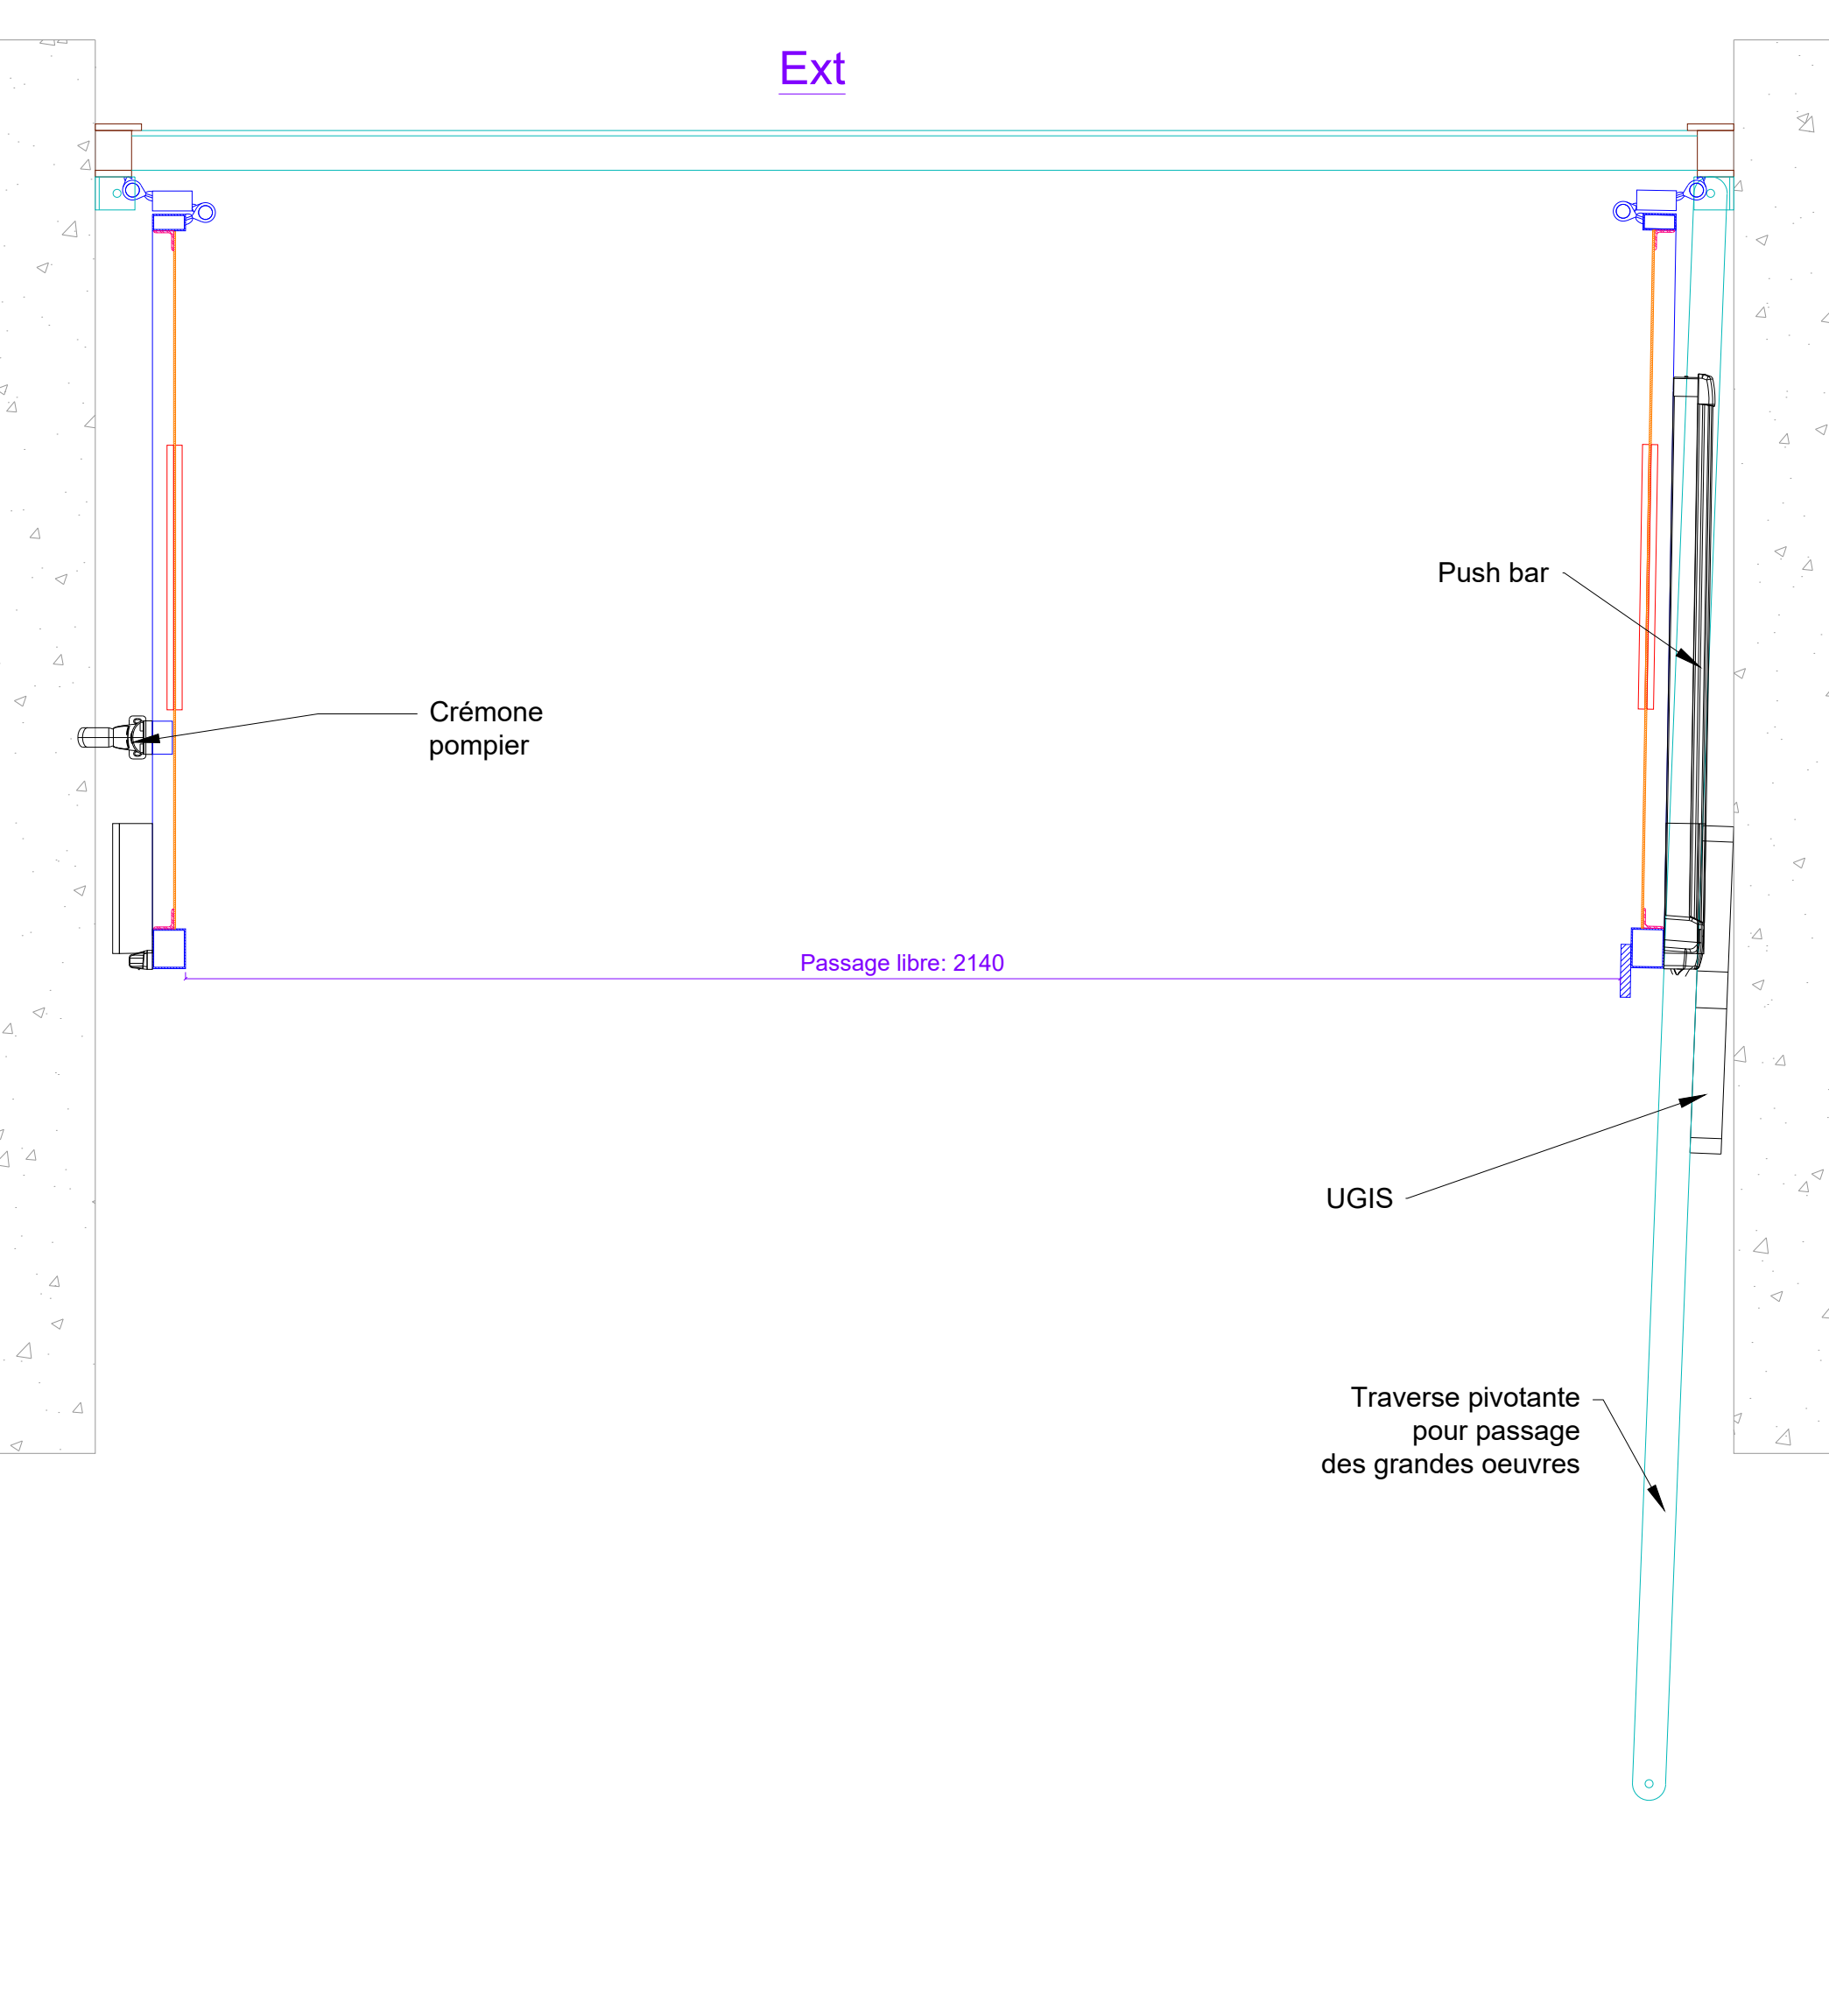 Ext
Push bar
Crémone
pompier
Passage libre: 2140
UGIS
Traverse pivotante
pour passage
des grandes oeuvres